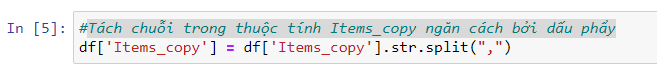 In [5]: #Tách chuỗi trong thuộc tính Items_copy ngăn cách bởi dấu phẩy
df['Items_copy'] = df['Items_copy'].str.split(",")